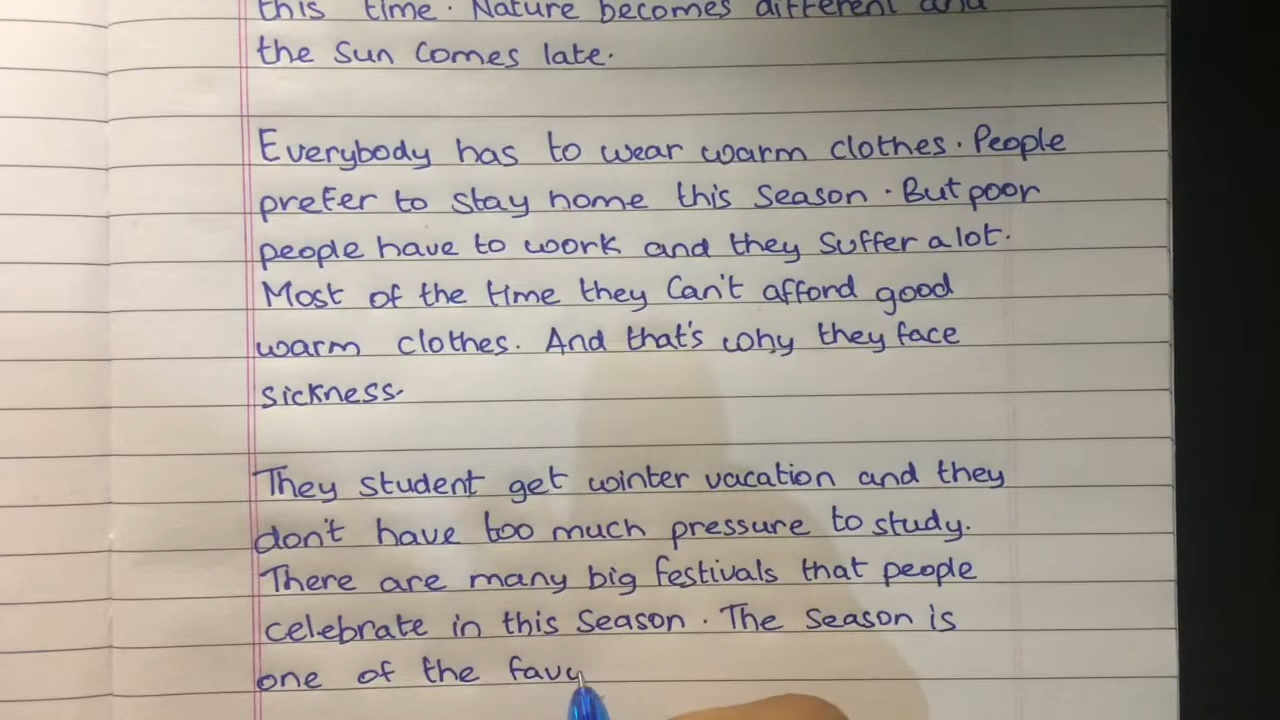 this time. Nature becomes different and
the sun comes late.
Everybody has to wear warm clothes. People
prefer to stay home this season. But poor
people have to work and they suffer a lot.
Most of the time they can't afford good
warm clothes. And that's why they face
sickness.
They student get winter vacation and they
don't have too much pressure to study.
There are many big festivals that people
celebrate in this season. The season is
one of the